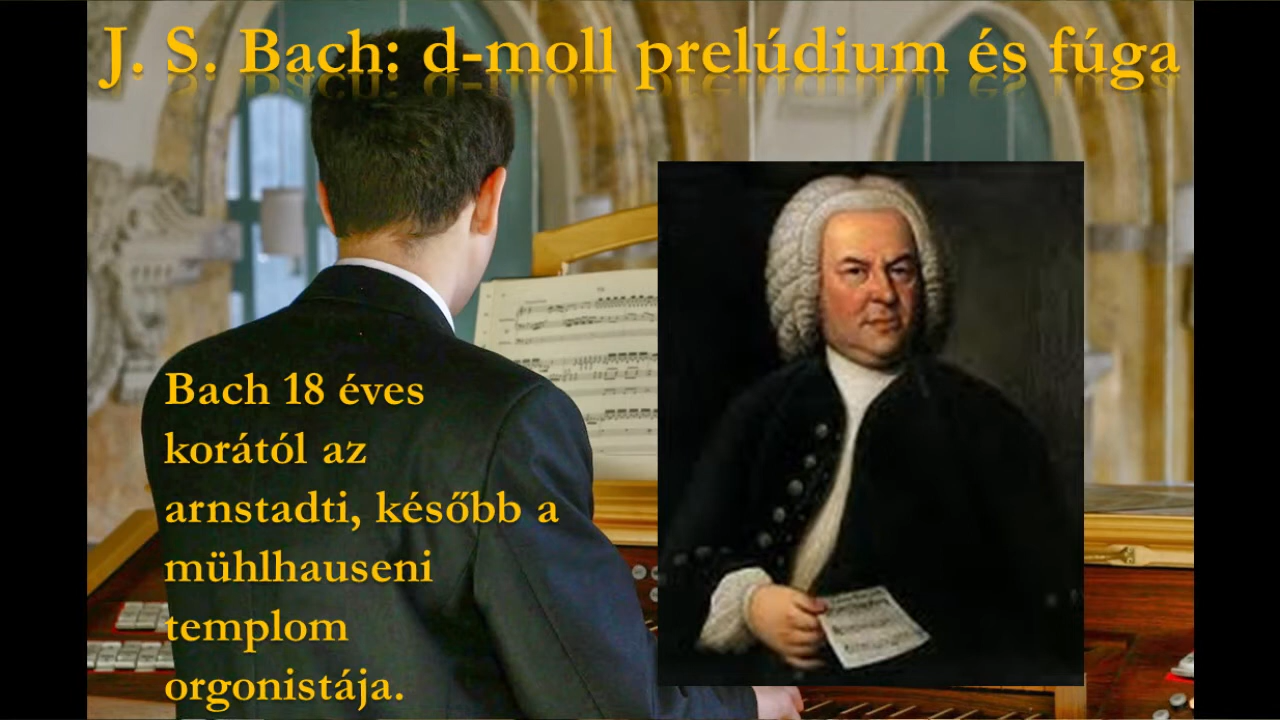 J. S. Bach: d-moll prelúdium és fúga
Bach 18 éves
korától az
arnstadti, később a
mühlhauseni
templom
orgonistája.